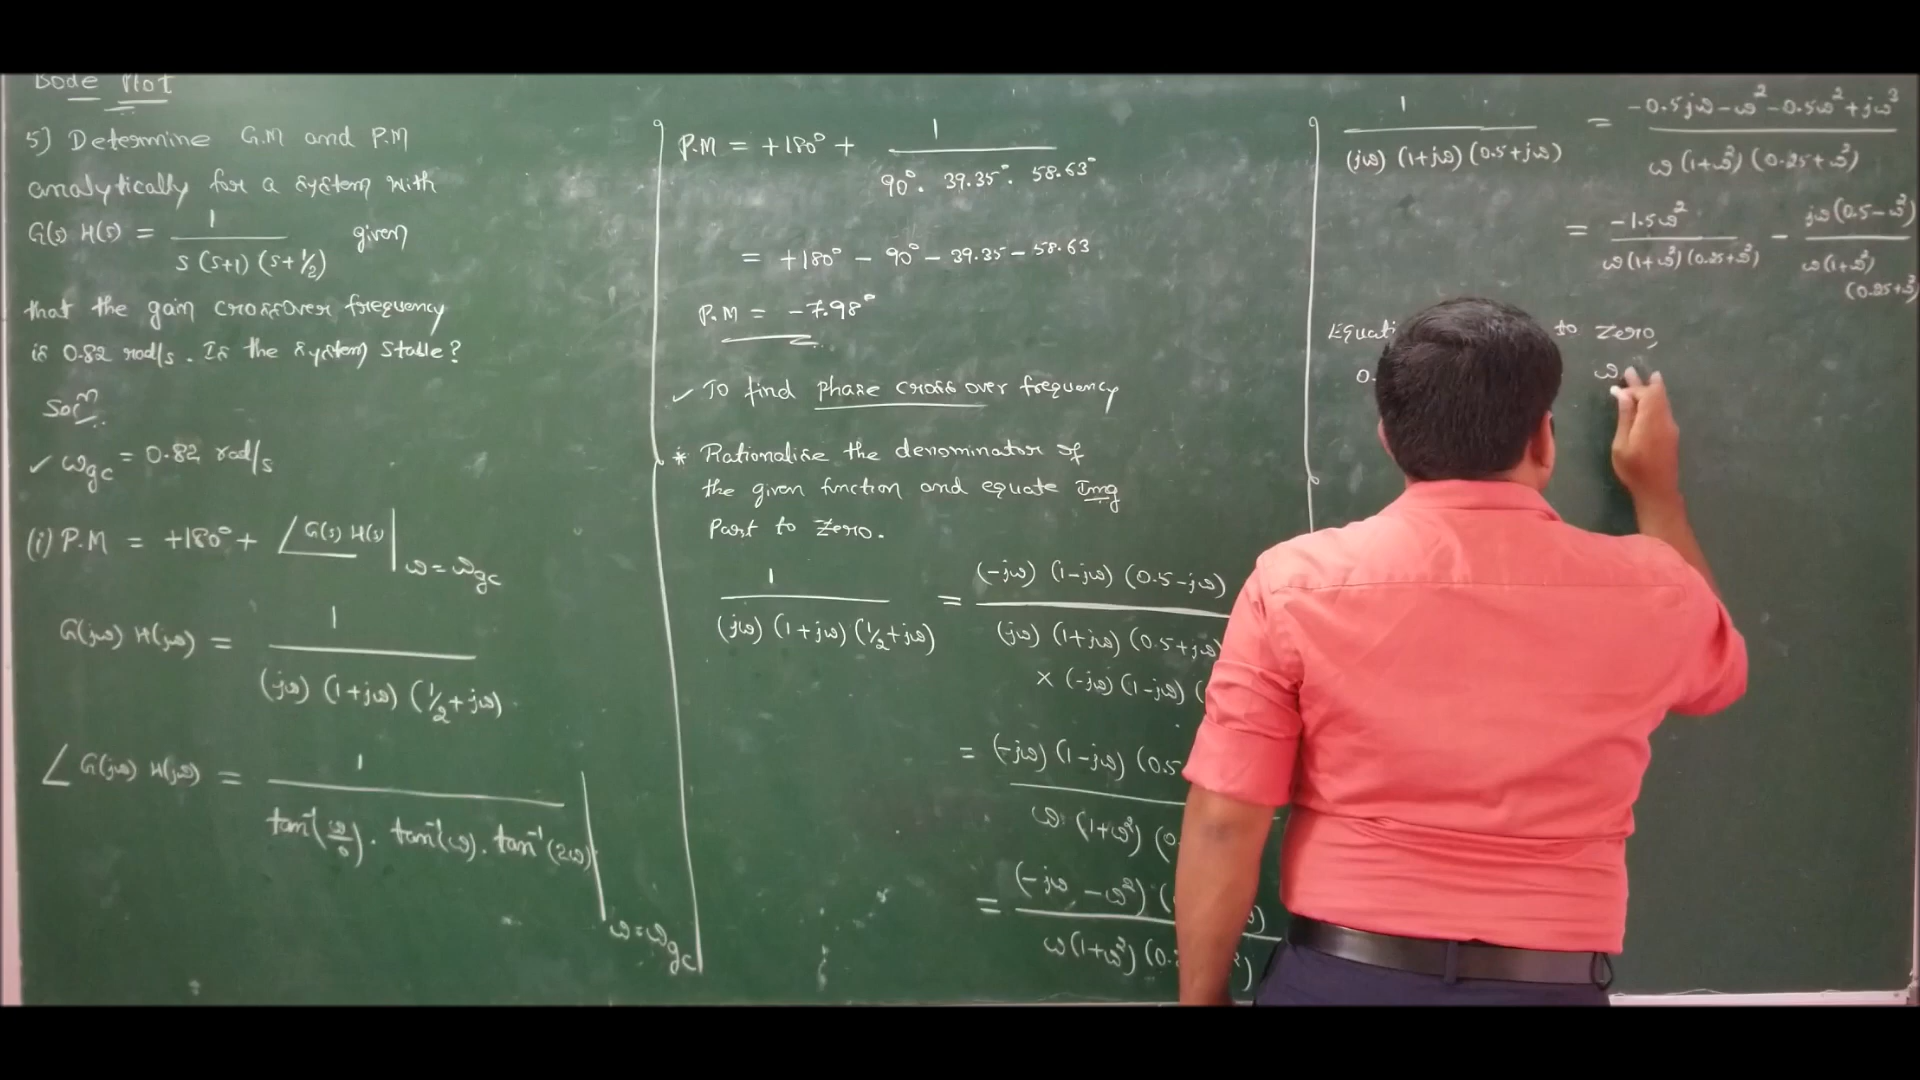 Bode Plot
5) Determine G.M and P.M
analytically for a system with
G(s) H(s) = 1 / s (s+1) (s+1/2) given
that the gain crossover frequency
is 0.82 rad/s. Is the system stable?
Solⁿ
✓ ωgc = 0.82 rad/s
(i) P.M = +180° + ∠G(s) H(s) | ω = ωgc
G(jω) H(jω) = 1 / (jω) (1+jω) (1/2+jω)
∠G(jω) H(jω) = 1 / tan⁻¹(ω/0) . tan⁻¹(ω) . tan⁻¹(2ω) | ω = ωgc
P.M = +180° + 1 / 90°. 39.35°. 58.63°
= +180° - 90° - 39.35 - 58.63
P.M = -7.98°
✓ To find phase cross over frequency
* Rationalise the denominator of
the given function and equate Img
Part to Zero.
1 / (jω) (1+jω) (1/2+jω) = (-jω) (1-jω) (0.5-jω) / (jω) (1+jω) (0.5+jω)
× (-jω) (1-jω) (
= (-jω) (1-jω) (0.5 / ω (1+ω²) (0.
= (-jω - ω²) ( / ω(1+ω²) (0.
1 / (jω) (1+jω) (0.5+jω) = -0.5jω - ω² - 0.5ω² + jω³ / ω (1+ω²) (0.25+ω²)
= -1.5ω² / ω(1+ω²) (0.25+ω²) - jω(0.5-ω²) / ω(1+ω²) (0.25+ω²)
to Zero,
0. ω